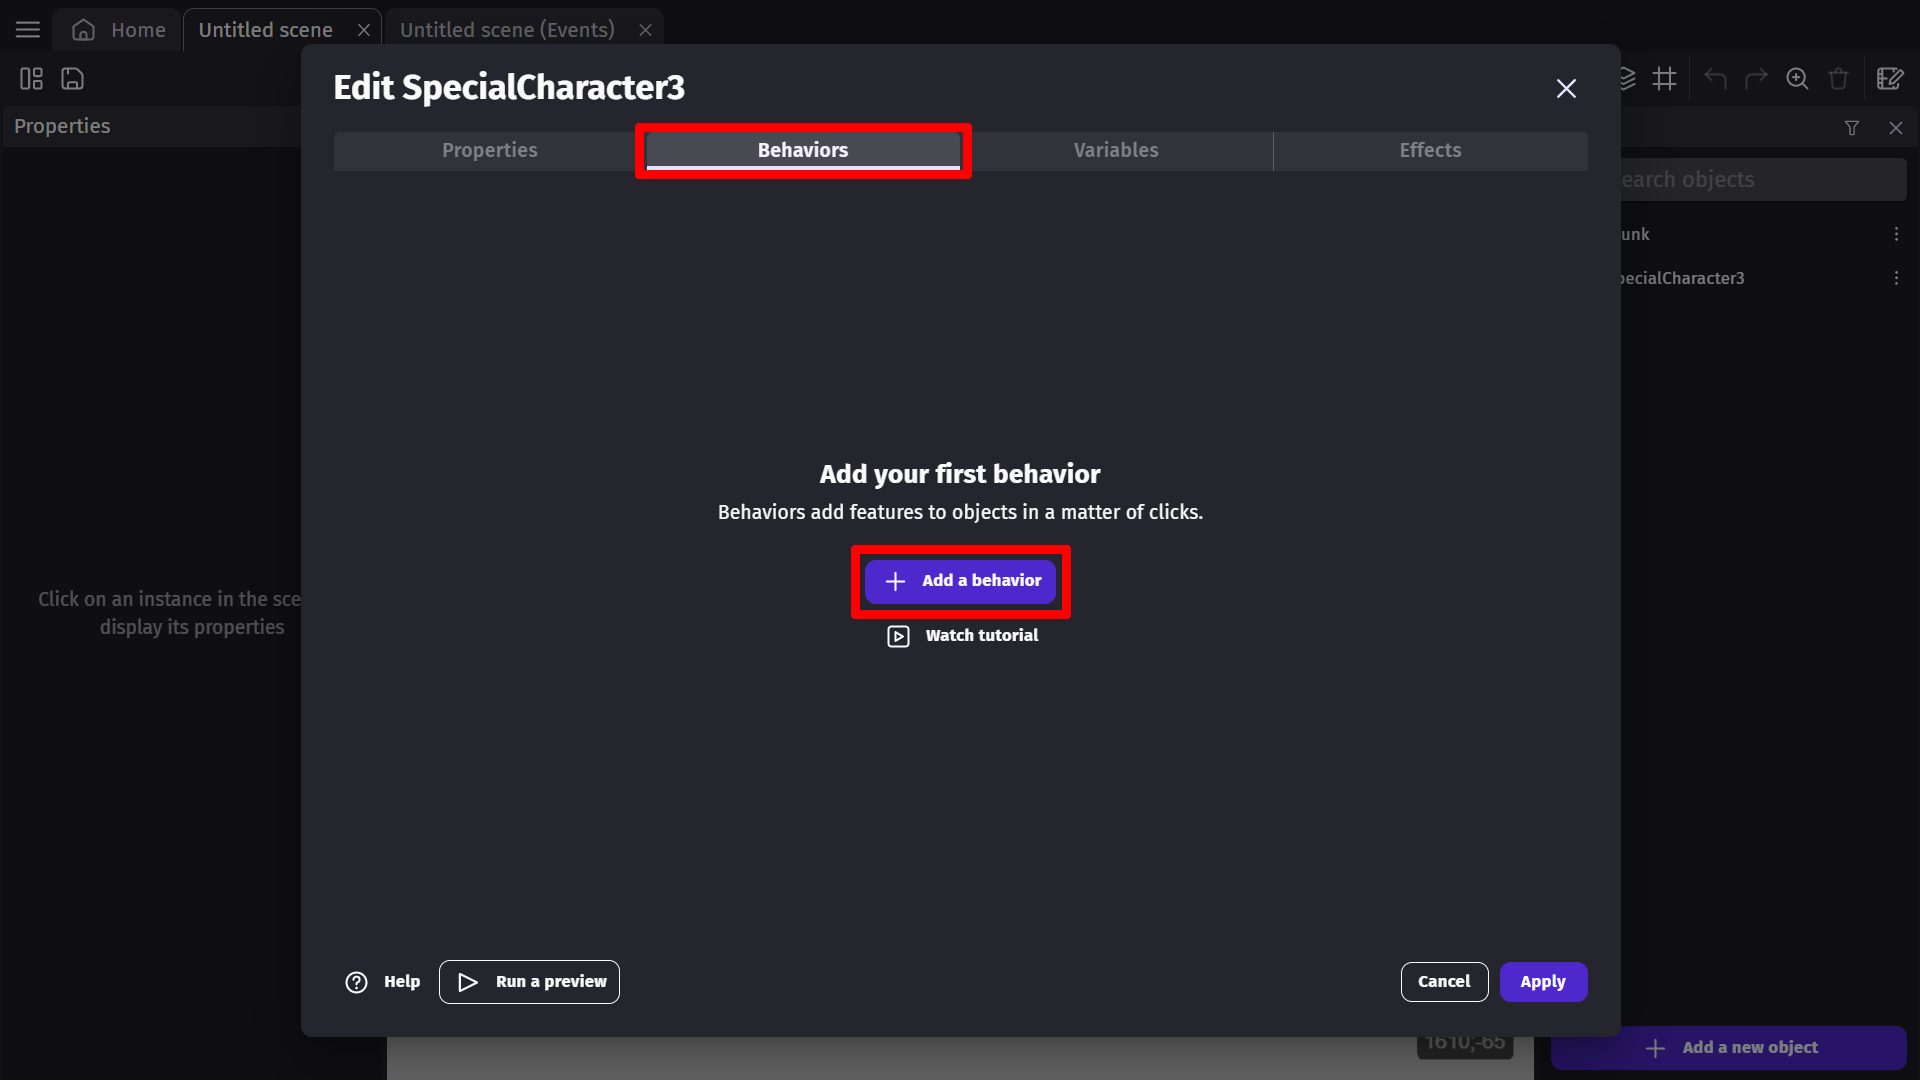 Home
Untitled scene
Untitled scene (Events)
Edit SpecialCharacter3
Properties
Properties
Behaviors
Variables
Effects
earch objects
unk
pecialCharacter3
Add your first behavior
Behaviors add features to objects in a matter of clicks.
Add a behavior
Watch tutorial
Click on an instance in the sce
display its properties
Help
Run a preview
Cancel
Apply
1610;-65
Add a new object